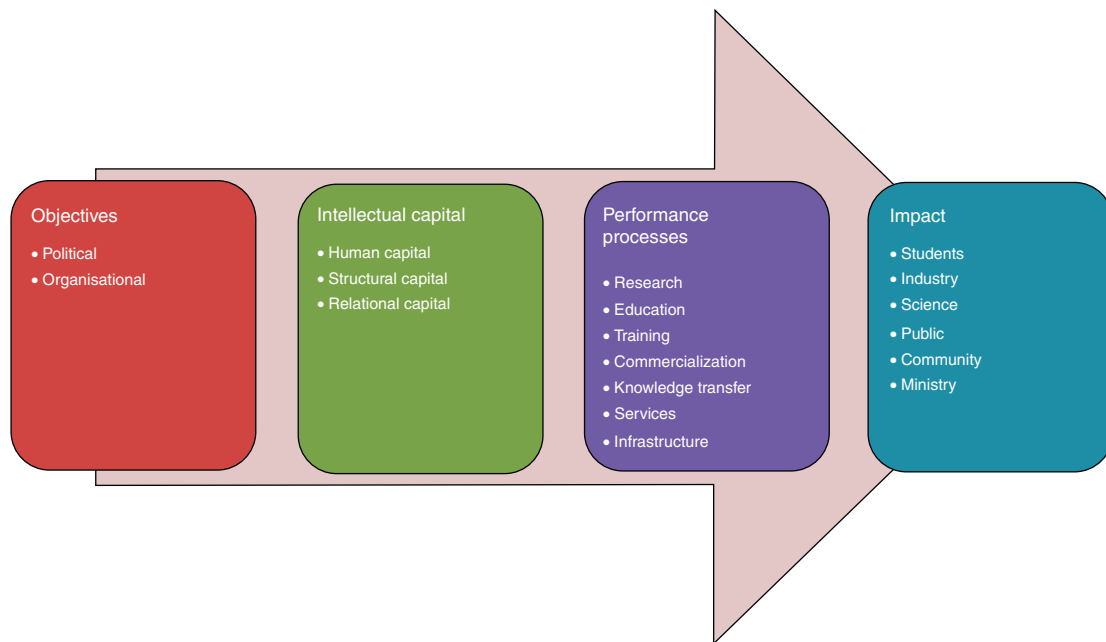 Objectives
• Political
• Organisational
Intellectual capital
• Human capital
• Structural capital
• Relational capital
Performance
processes
• Research
• Education
• Training
• Commercialization
• Knowledge transfer
• Services
• Infrastructure
Impact
• Students
• Industry
• Science
• Public
• Community
• Ministry